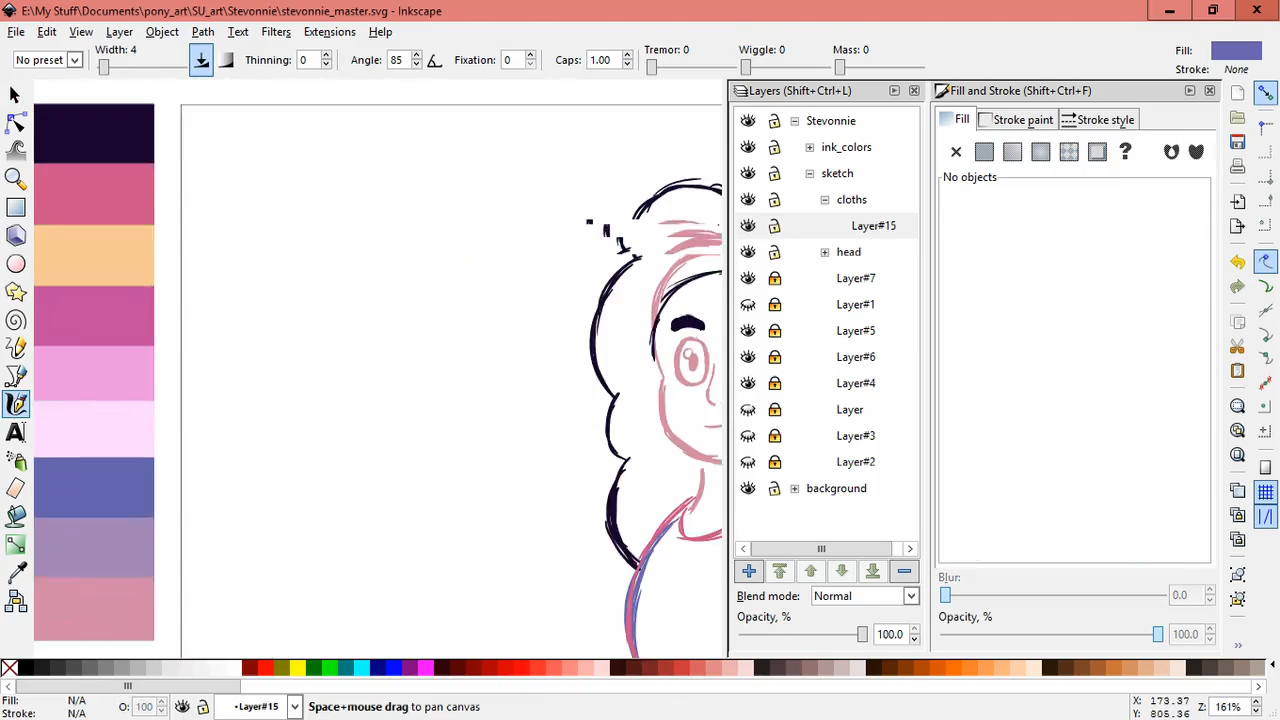 E:\My Stuff\Documents\pony_art\SU_art\Stevonnie\stevonnie_master.svg - Inkscape
File Edit View Layer Object Path Filters Text Extensions Help
No preset Width: 4 Thinning: 0 Angle: 85 Fixation: 0 Caps: 1.00 Tremor: 0 Wiggle: 0 Mass: 0 Fill:
Stroke: None
Layers (Shift+Ctrl+L)
Stevonnie
ink_colors
sketch
cloths
Layer#15
head
Layer#7
Layer#1
Layer#5
Layer#6
Layer#4
Layer
Layer#3
Layer#2
background
Blend mode: Normal
Opacity, %
100.0
Fill and Stroke (Shift+Ctrl+F)
Fill Stroke paint Stroke style
?
No objects
Blur:
0.0
Opacity, %
100.0
Fill: N/A
Stroke: N/A
O: 100
•Layer#15
Space+mouse drag to pan canvas
X: 173.37
Y: 805.36
Z: 161%